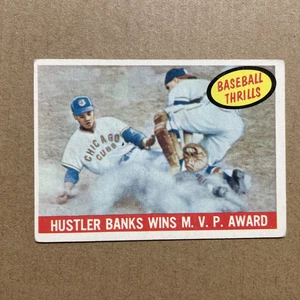 BASEBALL
THRILLS
CHICAGO
CUBS
HUSTLER BANKS WINS M. V. P. AWARD